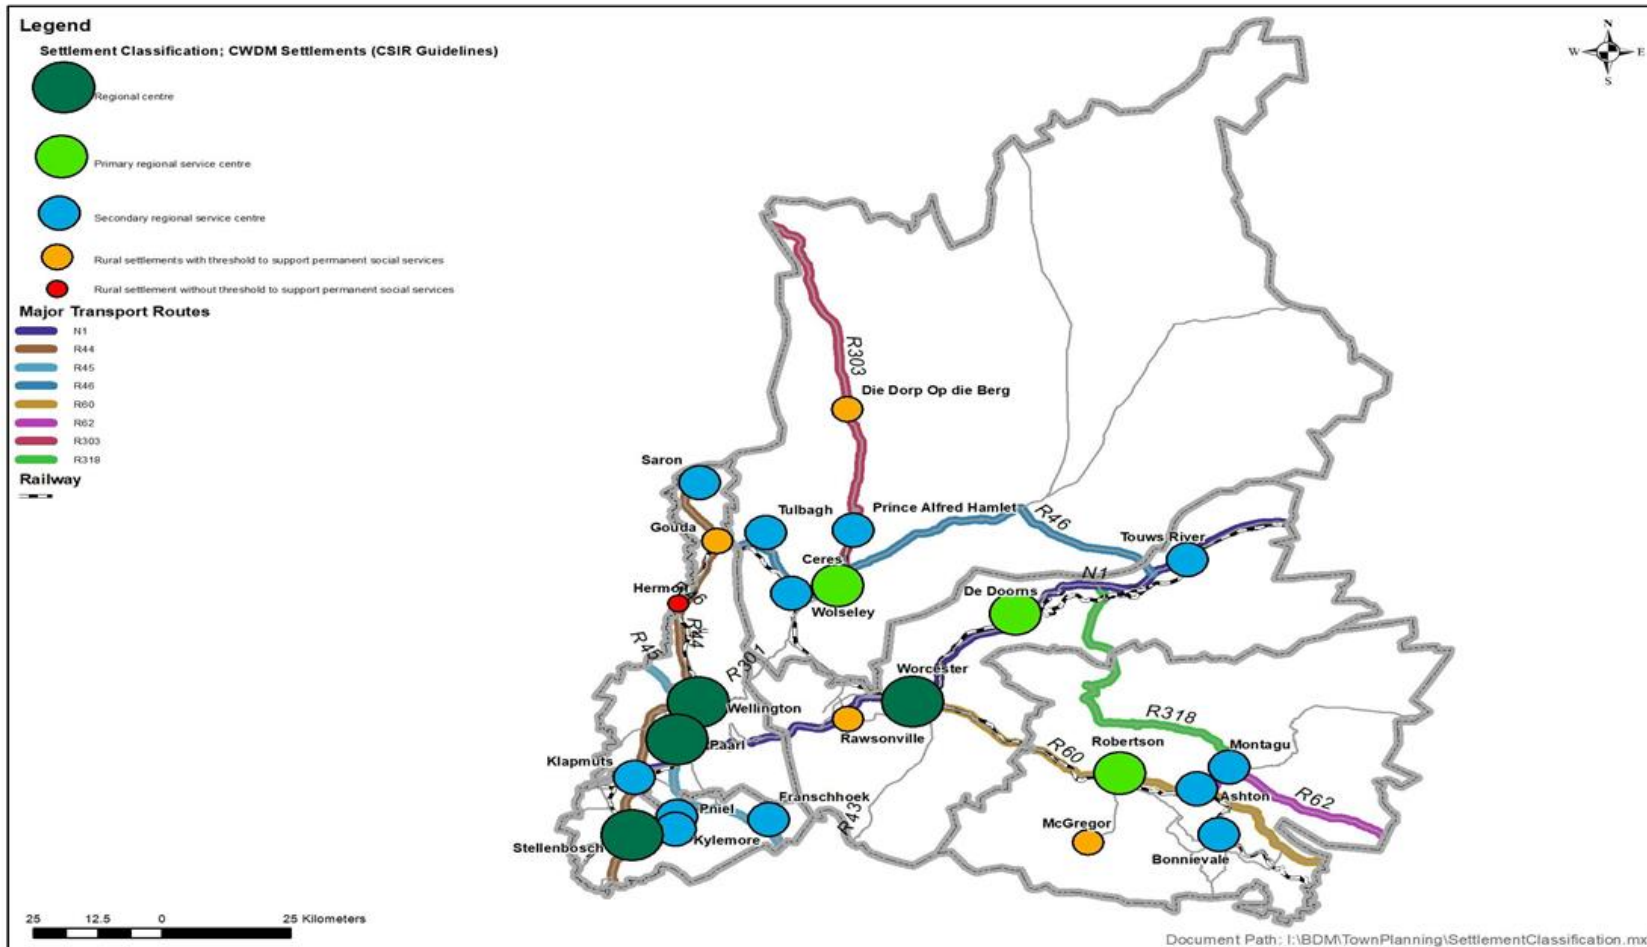 Legend
Settlement Classification; CWDM Settlements (CSIR Guidelines)
Regional centre
Primary regional service centre
Secondary regional service centre
Rural settlements with threshold to support permanent social services
Rural settlement without threshold to support permanent social services
Major Transport Routes
N1
R44
R45
R46
R60
R62
R303
R318
Railway
N
W E
S
R303
Die Dorp Op die Berg
Saron
Tulbagh
Prince Alfred Hamlet
R46
Gouda
Touws River
Ceres
N1
Hermon
De Doorns
Wolseley
R44
R45
R301
Worcester
Wellington
R318
Rawsonville
Paarl
R60
Robertson
Montagu
Klapmuts
Franschhoek
Ashton
R62
Pniel
R43
McGregor
Kylemore
Stellenbosch
Bonnievale
25 12.5 0 25 Kilometers
Document Path: I:\BDM\TownPlanning\SettlementClassification.mx